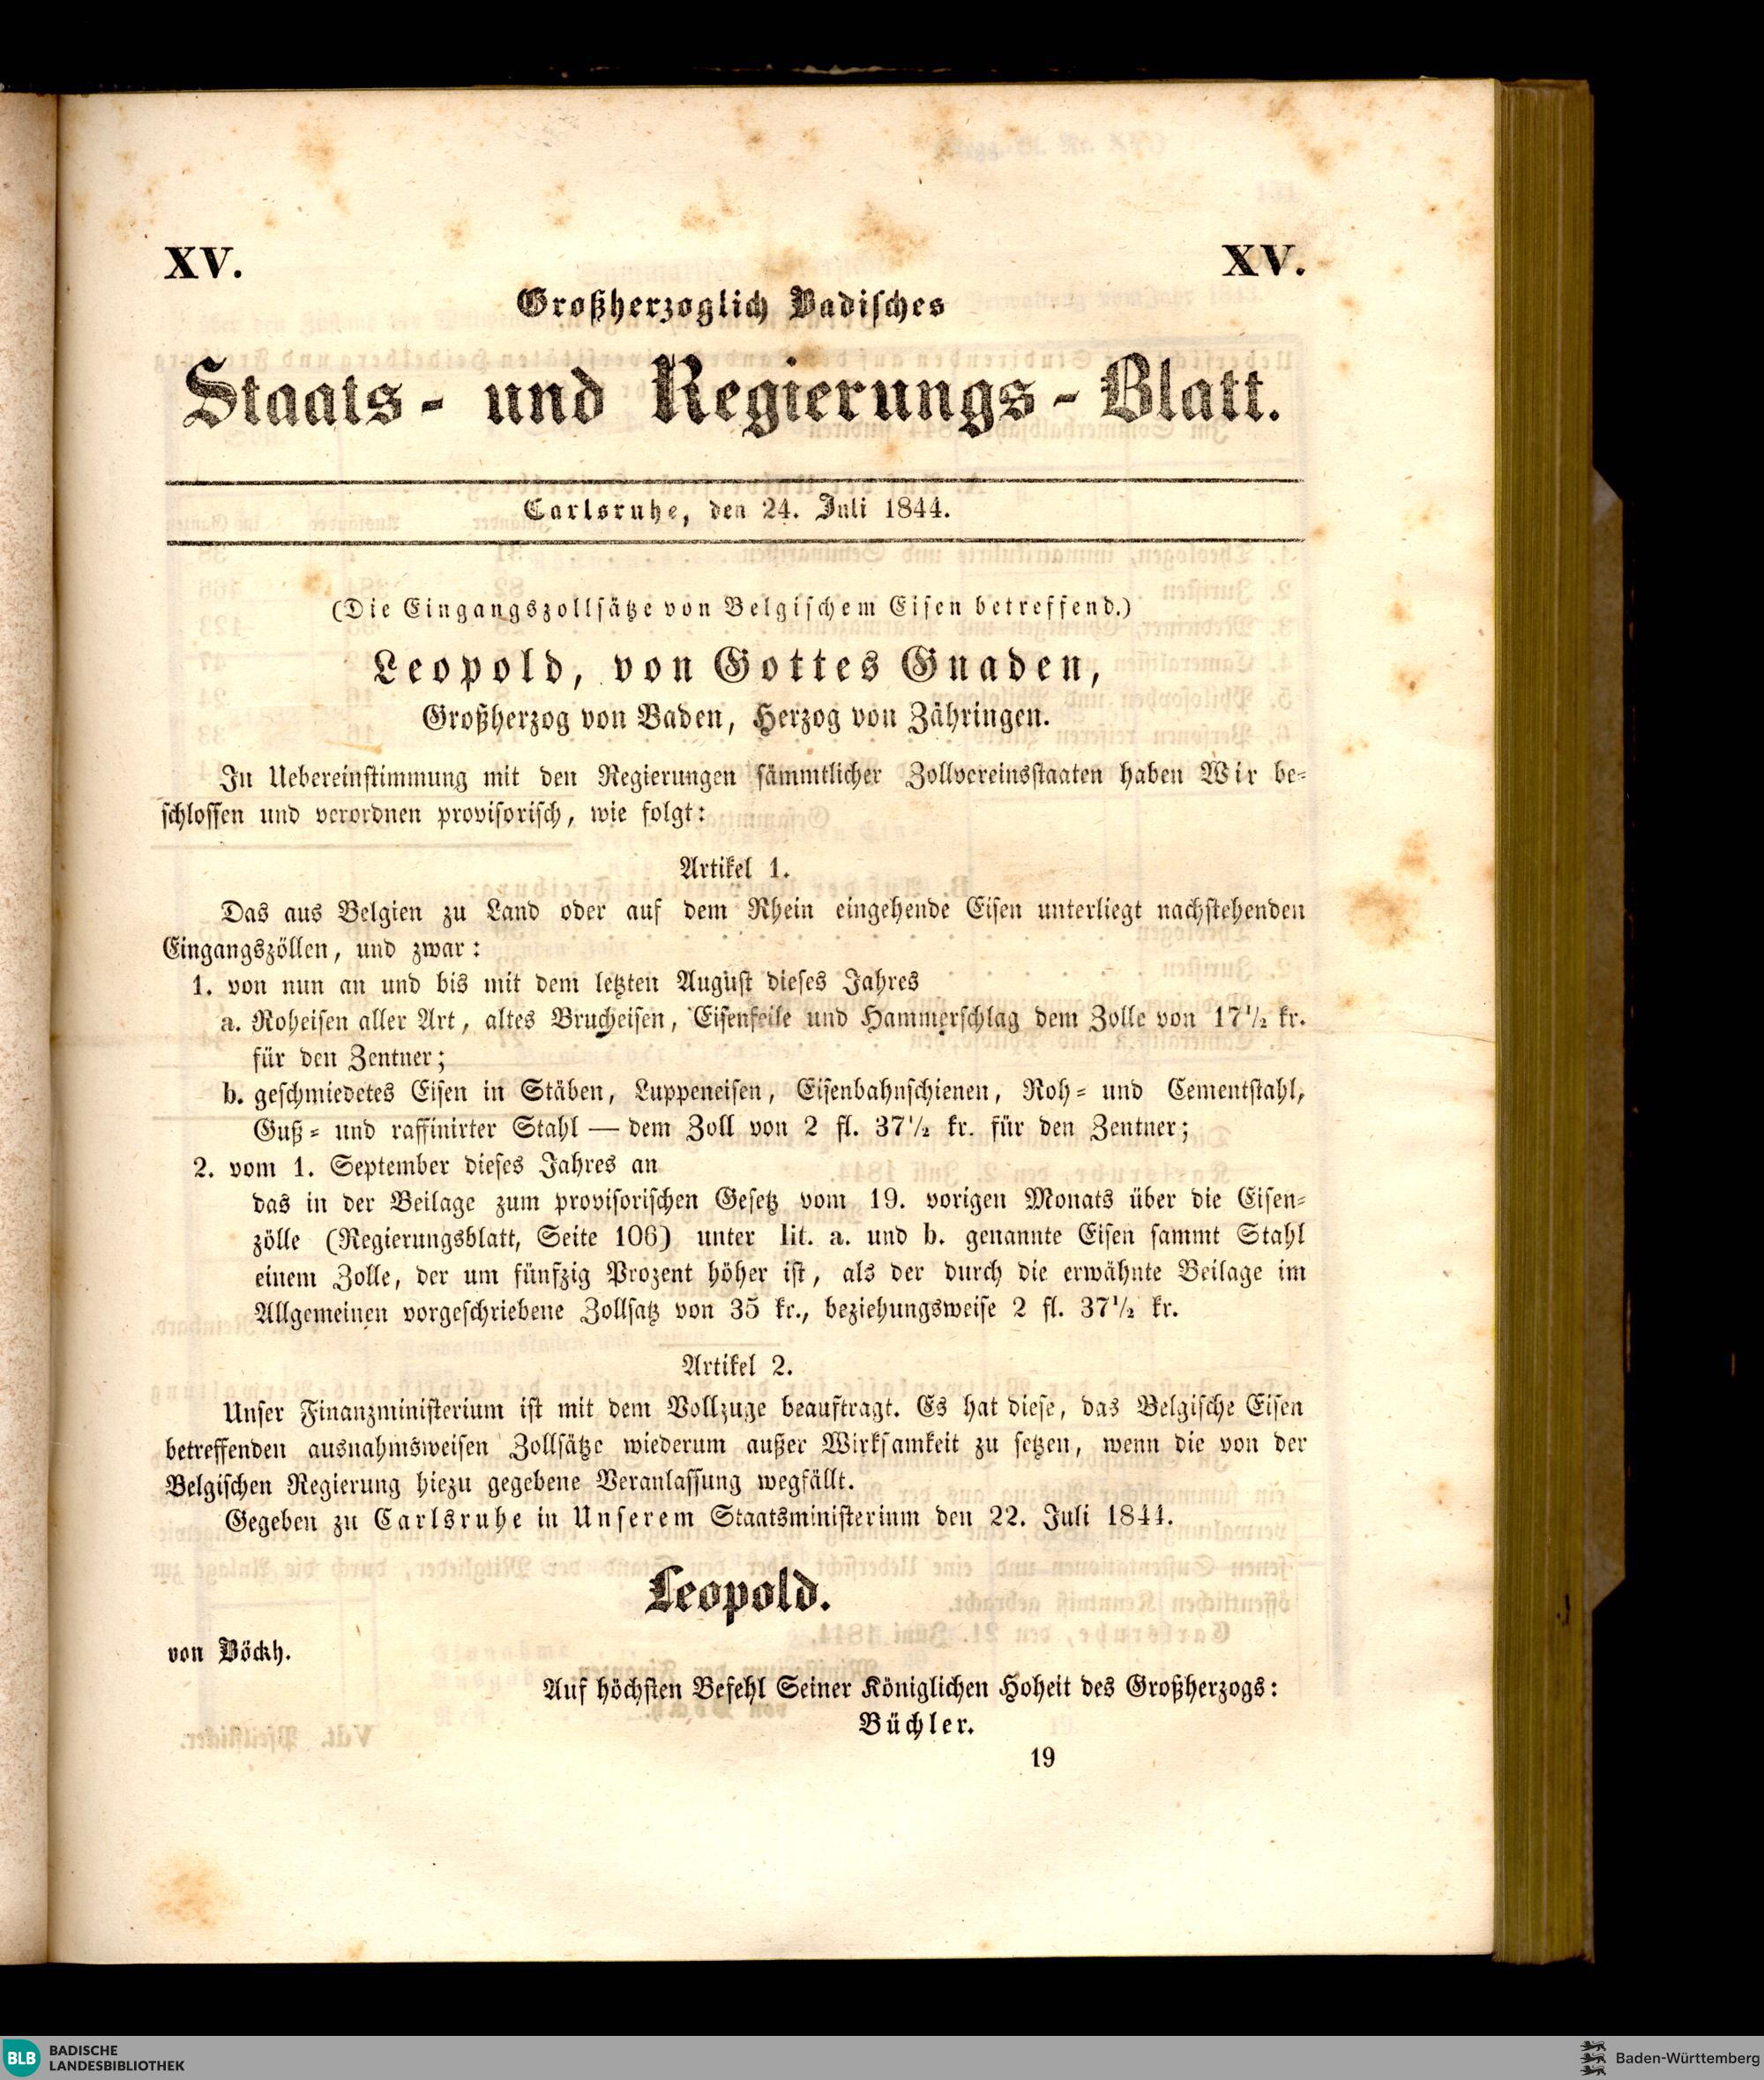 XV. XV.
Großherzoglich Badisches
Staats- und Regierungs-Blatt.
Carlsruhe, den 24. Juli 1844.
(Die Eingangszollsätze von Belgischem Eisen betreffend.)
Leopold, von Gottes Gnaden,
Großherzog von Baden, Herzog von Zähringen.
In Uebereinstimmung mit den Regierungen sämmtlicher Zollvereinsstaaten haben Wir be-
schlossen und verordnen provisorisch, wie folgt:
Artikel 1.
Das aus Belgien zu Land oder auf dem Rhein eingehende Eisen unterliegt nachstehenden
Eingangszöllen, und zwar:
1. von nun an und bis mit dem letzten August dieses Jahres
a. Roheisen aller Art, altes Brucheisen, Eisenfeile und Hammerschlag dem Zolle von 17½ kr.
für den Zentner;
b. geschmiedetes Eisen in Stäben, Luppeneisen, Eisenbahnschienen, Roh- und Cementstahl,
Guß- und raffinirter Stahl — dem Zoll von 2 fl. 37½ kr. für den Zentner;
2. vom 1. September dieses Jahres an
das in der Beilage zum provisorischen Gesetz vom 19. vorigen Monats über die Eisen-
zölle (Regierungsblatt, Seite 106) unter lit. a. und b. genannte Eisen sammt Stahl
einem Zolle, der um fünfzig Prozent höher ist, als der durch die erwähnte Beilage im
Allgemeinen vorgeschriebene Zollsatz von 35 kr., beziehungsweise 2 fl. 37½ kr.
Artikel 2.
Unser Finanzministerium ist mit dem Vollzuge beauftragt. Es hat diese, das Belgische Eisen
betreffenden ausnahmsweisen Zollsätze wiederum außer Wirksamkeit zu setzen, wenn die von der
Belgischen Regierung hiezu gegebene Veranlassung wegfällt.
Gegeben zu Carlsruhe in Unserem Staatsministerium den 22. Juli 1844.
Leopold.
von Böckh.
Auf höchsten Befehl Seiner Königlichen Hoheit des Großherzogs:
Büchler.
19
BLB BADISCHE
LANDESBIBLIOTHEK
Baden-Württemberg